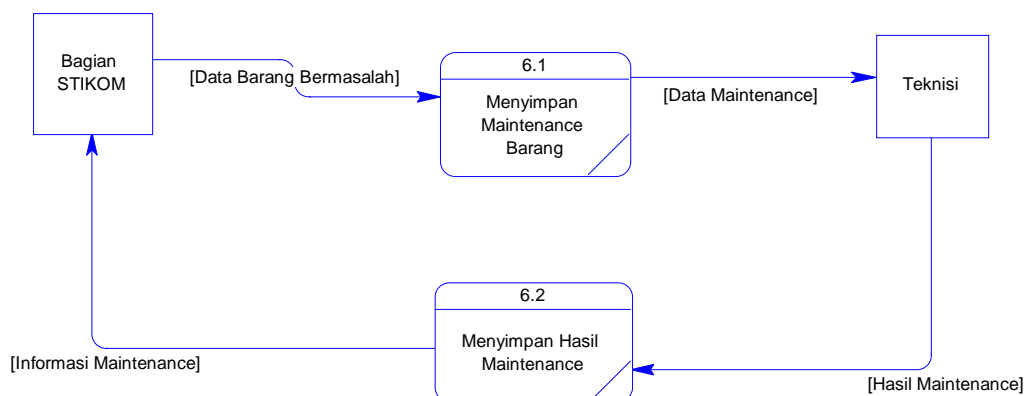 Bagian
STIKOM
[Data Barang Bermasalah]
6.1
Menyimpan
Maintenance
Barang
[Data Maintenance]
Teknisi
6.2
Menyimpan Hasil
Maintenance
[Informasi Maintenance]
[Hasil Maintenance]